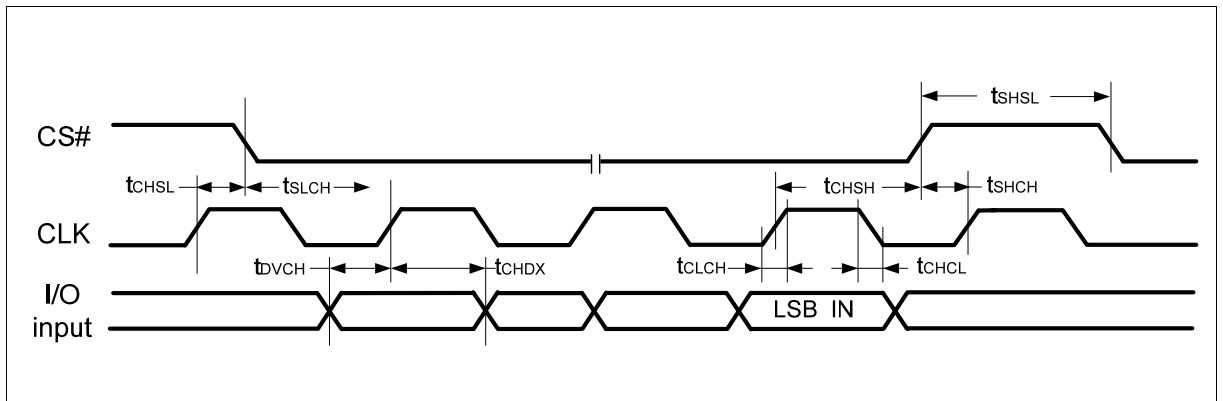 tSHSL
CS#
tCHSL
tSLCH
tCHSH
tSHCH
CLK
tDVCH
tCHDX
tCLCH
tCHCL
I/O
input
LSB IN